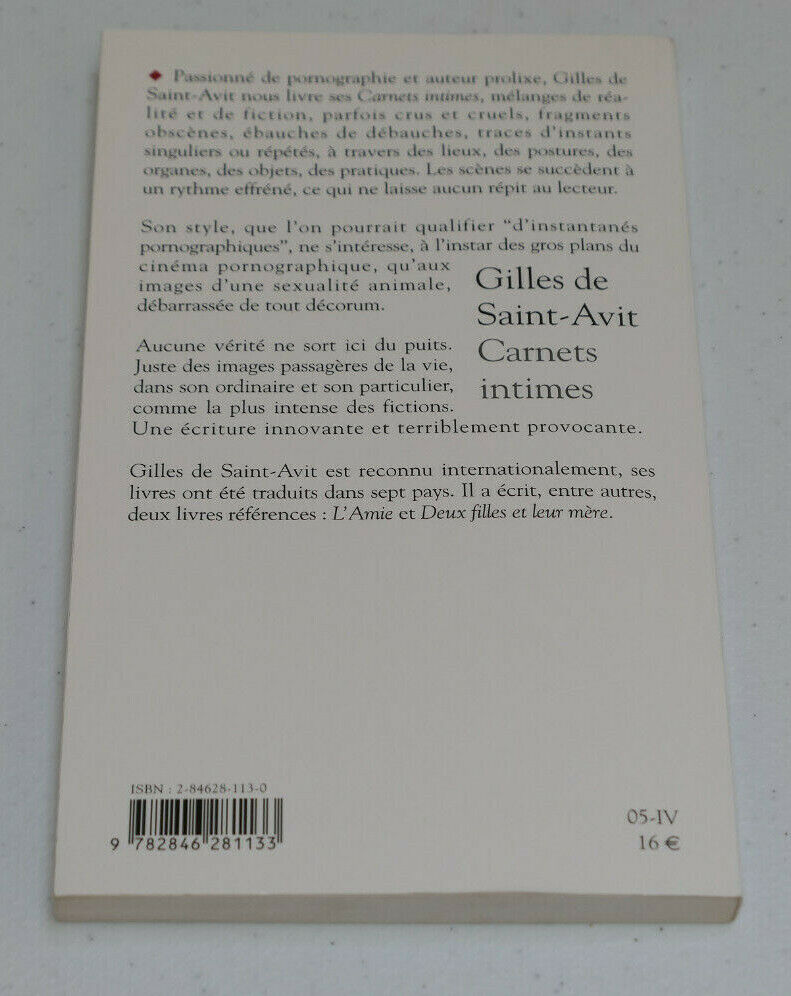 ◆ Passionné de pornographie et auteur prolixe, Gilles de
Saint-Avit nous livre ses Carnets intimes, mélanges de réa-
lité et de fiction, parfois crus et cruels, fragments
obscènes, ébauches de débauches, traces d'instants
singuliers ou répétés, à travers des lieux, des postures, des
organes, des objets, des pratiques. Les scènes se succèdent à
un rythme effréné, ce qui ne laisse aucun répit au lecteur.
Son style, que l'on pourrait qualifier “d'instantanés
pornographiques”, ne s'intéresse, à l'instar des gros plans du
cinéma pornographique, qu'aux
images d'une sexualité animale,
débarrassée de tout décorum.
Gilles de
Saint-Avit
Carnets
intimes
Aucune vérité ne sort ici du puits.
Juste des images passagères de la vie,
dans son ordinaire et son particulier,
comme la plus intense des fictions.
Une écriture innovante et terriblement provocante.
Gilles de Saint-Avit est reconnu internationalement, ses
livres ont été traduits dans sept pays. Il a écrit, entre autres,
deux livres références : L'Amie et Deux filles et leur mère.
ISBN : 2-84628-113-0
9 782846 281133
05-IV
16 €